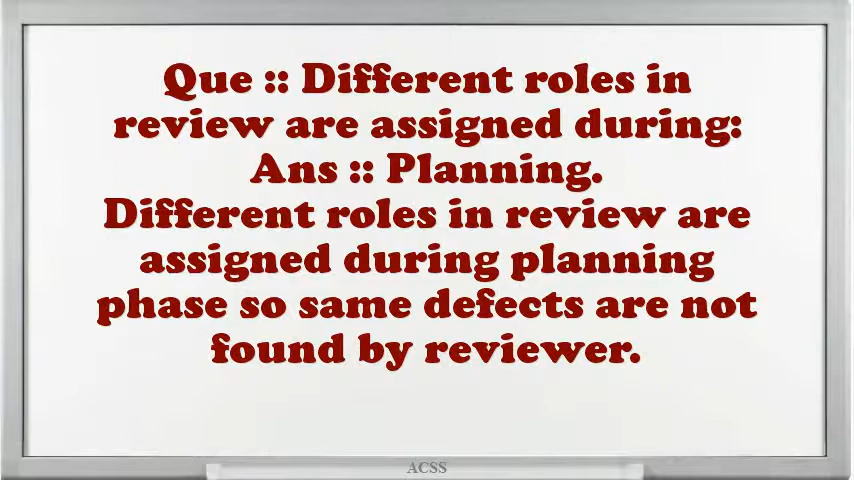 Que :: Different roles in
review are assigned during:
Ans :: Planning.
Different roles in review are
assigned during planning
phase so same defects are not
found by reviewer.
ACSS